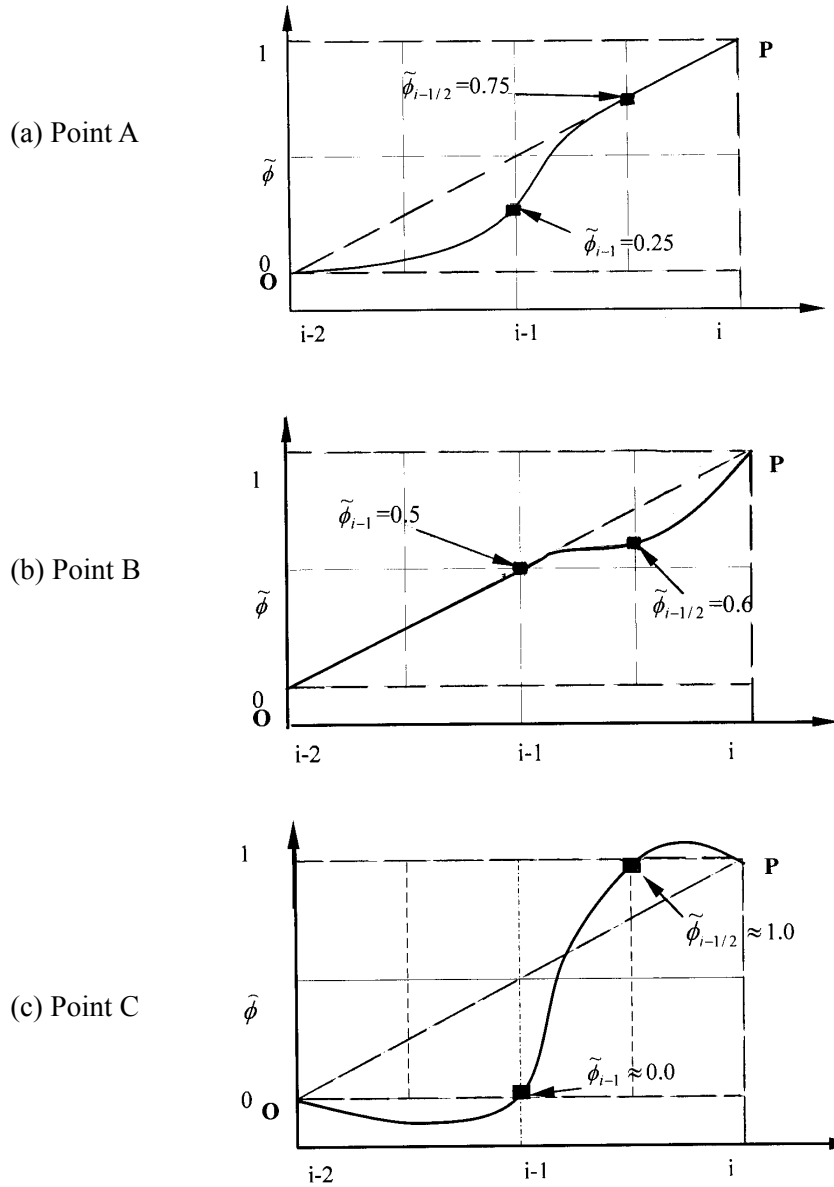 (a) Point A
1
P
ϕ̃ᵢ₋₁/₂=0.75
ϕ̃
ϕ̃ᵢ₋₁=0.25
0
O
i-2
i-1
i
(b) Point B
1
P
ϕ̃ᵢ₋₁=0.5
ϕ̃
ϕ̃ᵢ₋₁/₂=0.6
0
O
i-2
i-1
i
(c) Point C
1
P
ϕ̃ᵢ₋₁/₂≈1.0
ϕ̃
ϕ̃ᵢ₋₁≈0.0
0
O
i-2
i-1
i